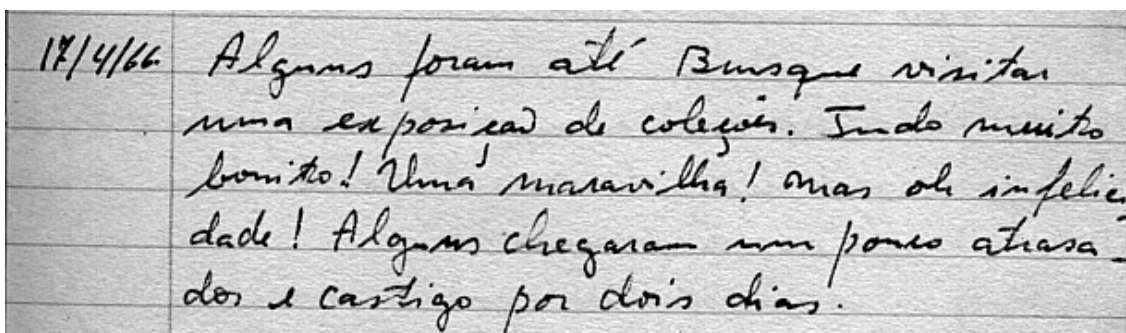 17/4/66 Alguns foram até Brusque visitar
uma exposição de coleções. Tudo muito
bonito! Uma maravilha! mas oh infelici
dade! Alguns chegaram um pouco atrasa-
dos e castigo por dois dias.